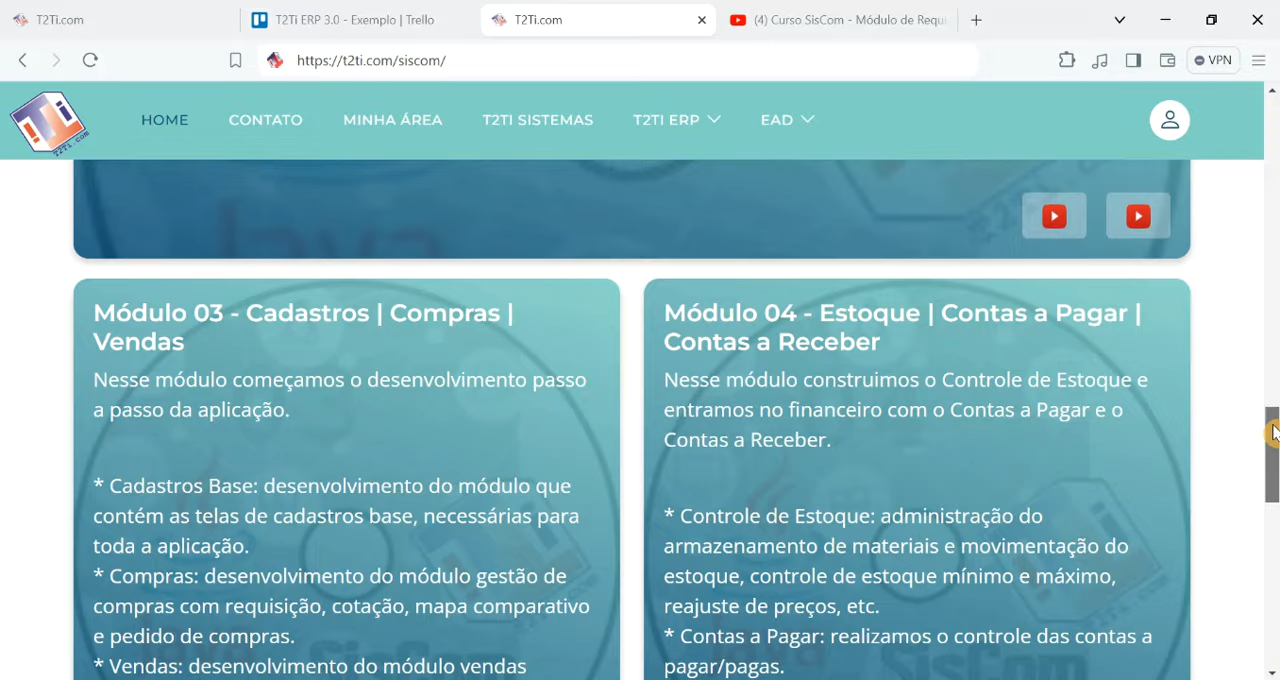 T2Ti.com
T2Ti ERP 3.0 - Exemplo | Trello
T2Ti.com
(4) Curso SisCom - Módulo de Requi
https://t2ti.com/siscom/
VPN
T2Ti.com
HOME
CONTATO
MINHA ÁREA
T2TI SISTEMAS
T2TI ERP
EAD
Java
Módulo 03 - Cadastros | Compras |
Vendas
Nesse módulo começamos o desenvolvimento passo
a passo da aplicação.
* Cadastros Base: desenvolvimento do módulo que
contém as telas de cadastros base, necessárias para
toda a aplicação.
* Compras: desenvolvimento do módulo gestão de
compras com requisição, cotação, mapa comparativo
e pedido de compras.
* Vendas: desenvolvimento do módulo vendas
SisCom
Módulo 04 - Estoque | Contas a Pagar |
Contas a Receber
Nesse módulo construimos o Controle de Estoque e
entramos no financeiro com o Contas a Pagar e o
Contas a Receber.
* Controle de Estoque: administração do
armazenamento de materiais e movimentação do
estoque, controle de estoque mínimo e máximo,
reajuste de preços, etc.
* Contas a Pagar: realizamos o controle das contas a
pagar/pagas.
SisCom